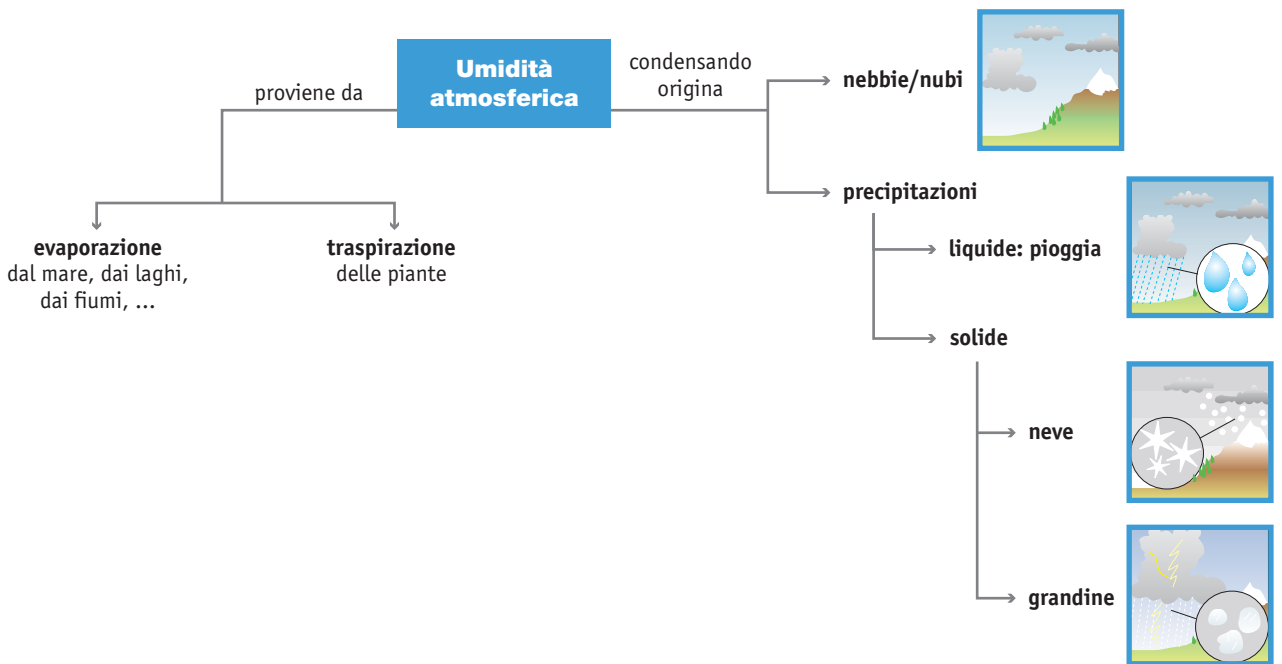 Umidità
atmosferica
proviene da
evaporazione
dal mare, dai laghi,
dai fiumi, ...
traspirazione
delle piante
condensando
origina
nebbie/nubi
precipitazioni
liquide: pioggia
solide
neve
grandine